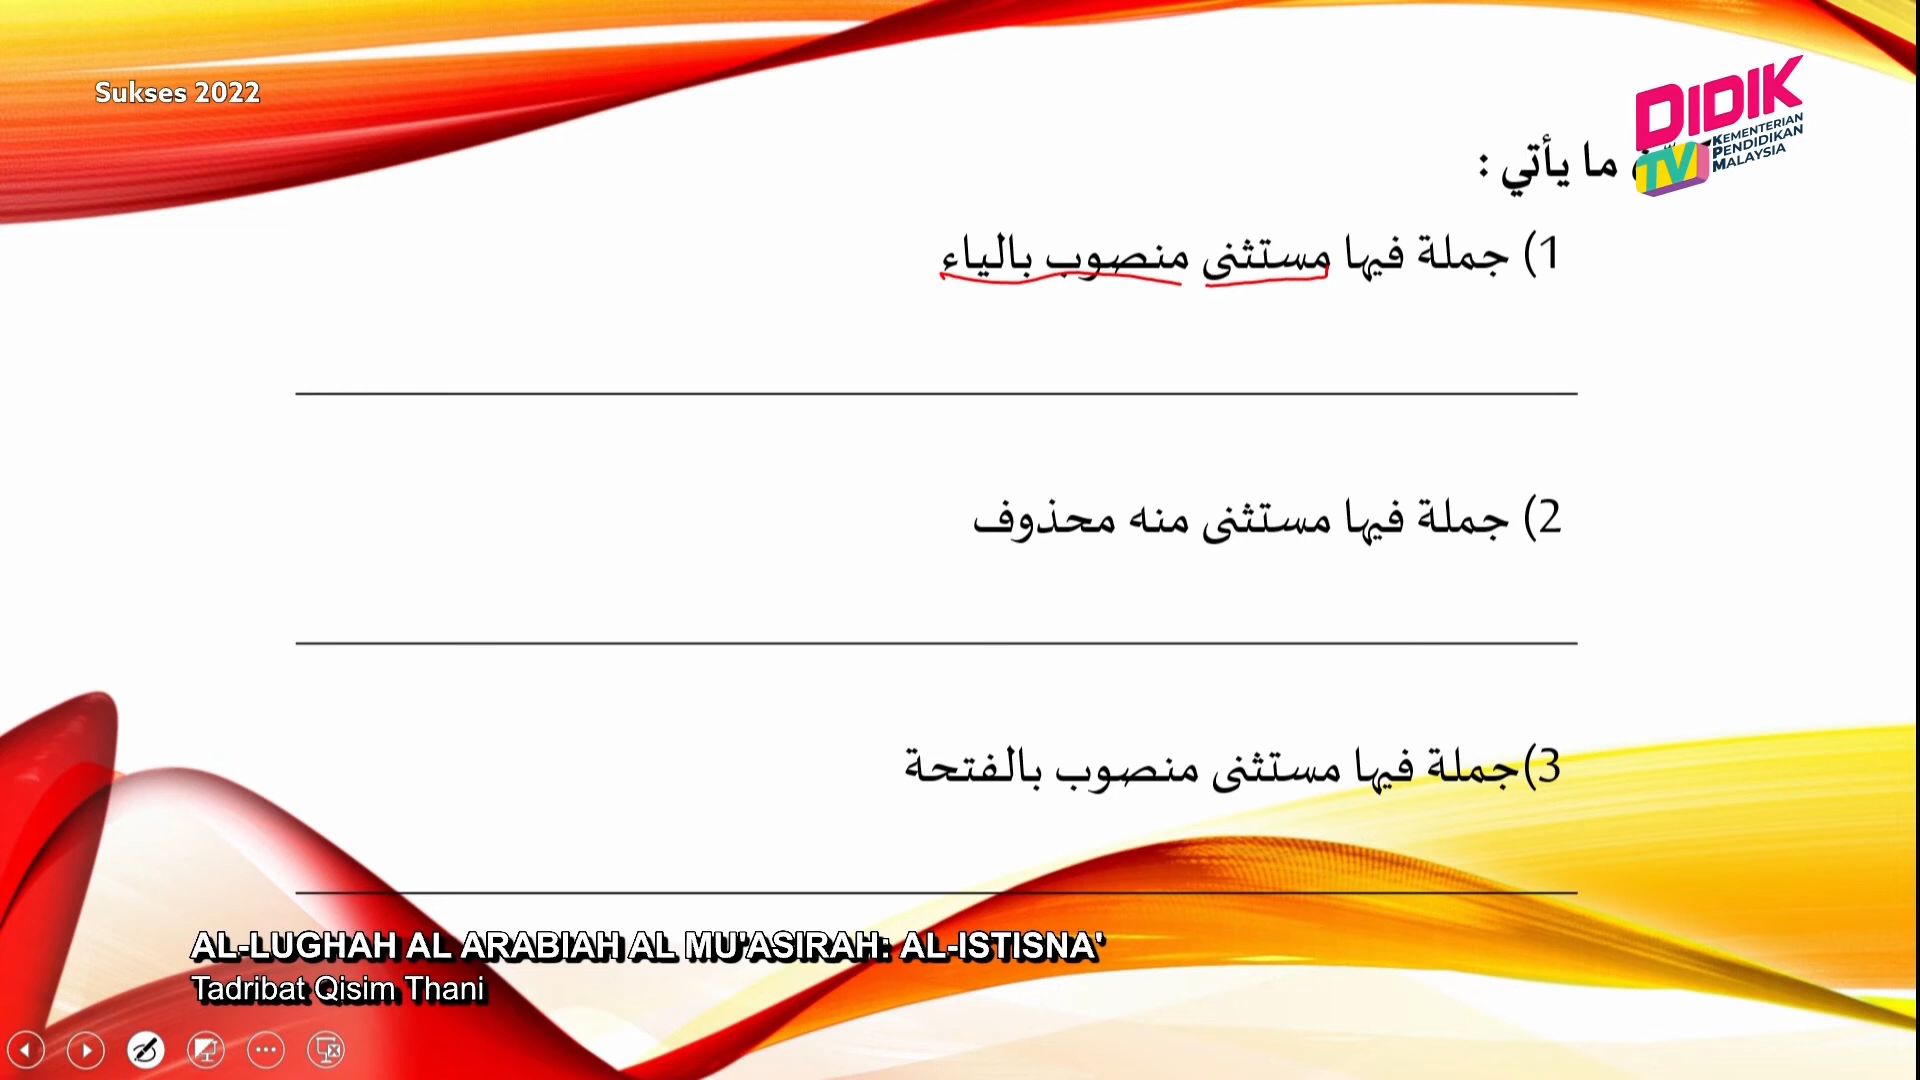 Sukses 2022
DIDIK
TV
KEMENTERIAN
PENDIDIKAN
MALAYSIA
ما يأتي :
1) جملة فيها مستثنى منصوب بالياء
2) جملة فيها مستثنى منه محذوف
3)جملة فيها مستثنى منصوب بالفتحة
AL-LUGHAH AL ARABIAH AL MU'ASIRAH: AL-ISTISNA'
Tadribat Qisim Thani